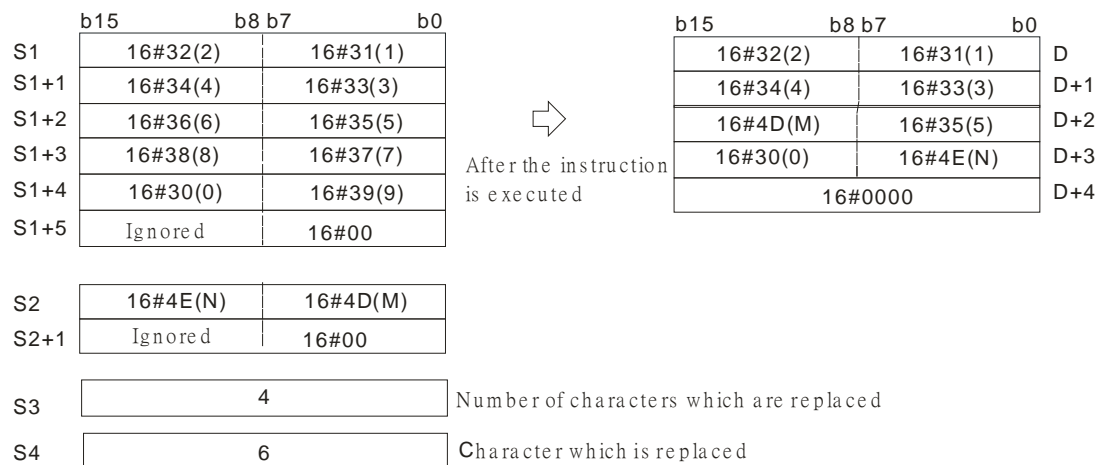 b15 b8 b7 b0
S1 16#32(2) 16#31(1)
S1+1 16#34(4) 16#33(3)
S1+2 16#36(6) 16#35(5)
S1+3 16#38(8) 16#37(7)
S1+4 16#30(0) 16#39(9)
S1+5 Ignored 16#00
After the instruction
is executed
b15 b8 b7 b0
16#32(2) 16#31(1) D
16#34(4) 16#33(3) D+1
16#4D(M) 16#35(5) D+2
16#30(0) 16#4E(N) D+3
16#0000 D+4
S2 16#4E(N) 16#4D(M)
S2+1 Ignored 16#00
S3 4 Number of characters which are replaced
S4 6 Character which is replaced